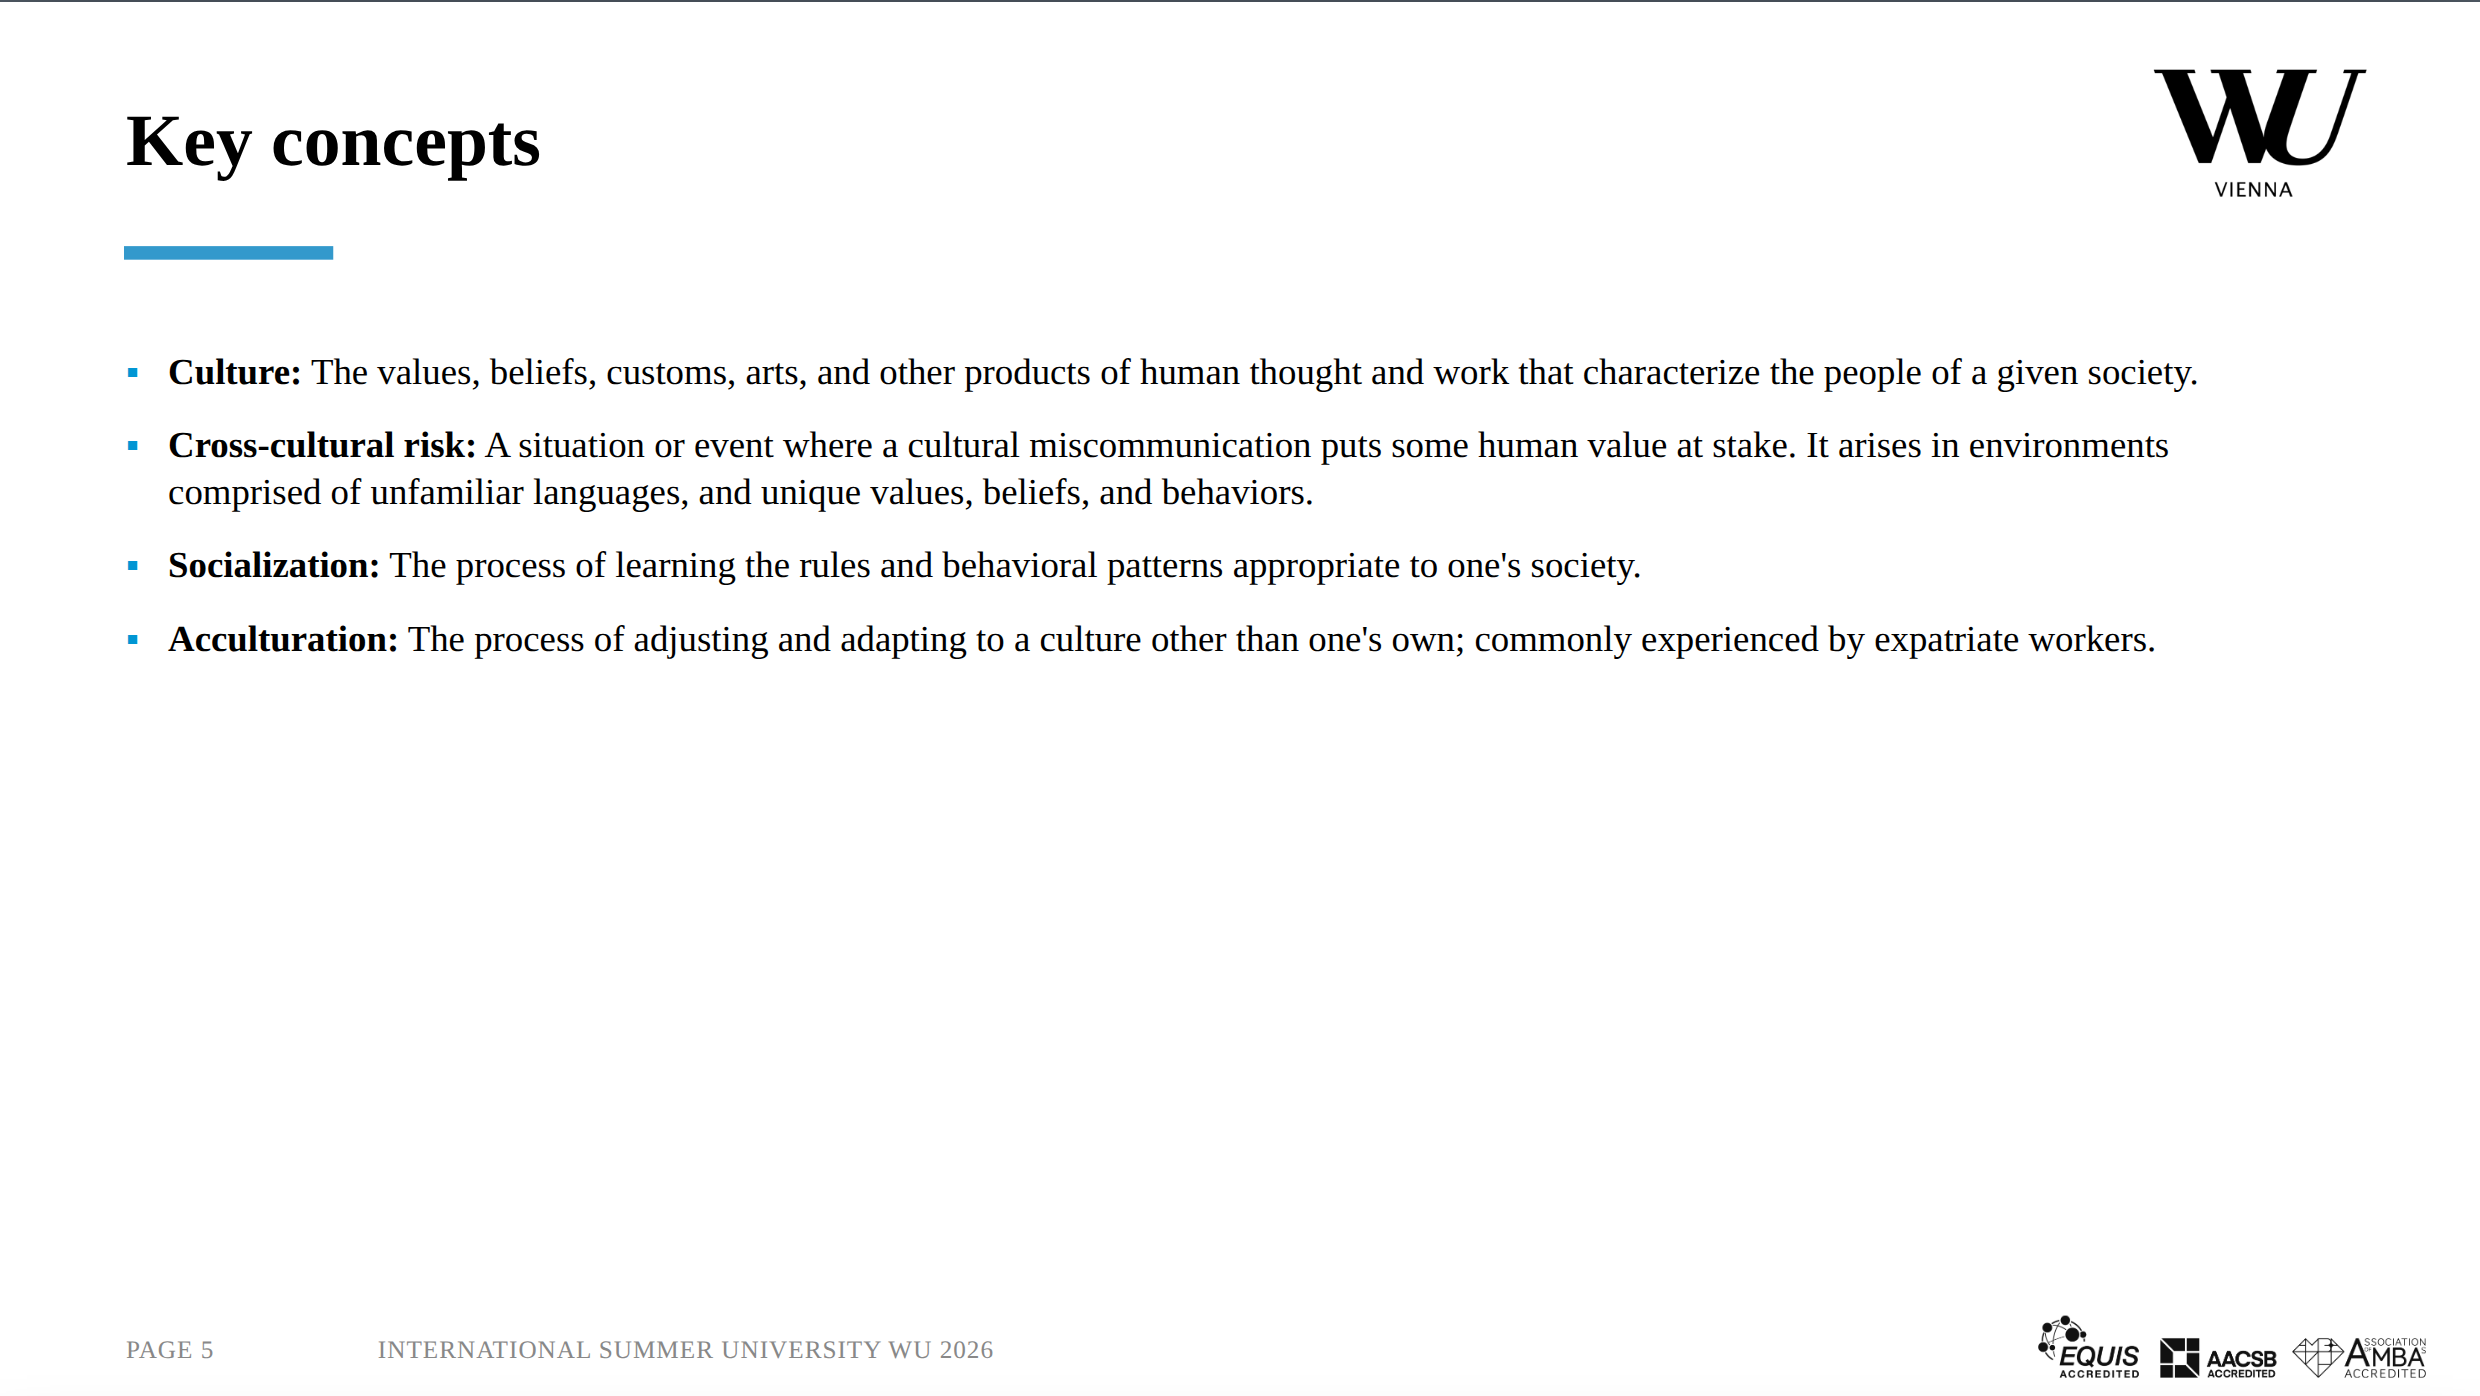 Key concepts
WU
VIENNA
▪ Culture: The values, beliefs, customs, arts, and other products of human thought and work that characterize the people of a given society.
▪ Cross-cultural risk: A situation or event where a cultural miscommunication puts some human value at stake. It arises in environments
comprised of unfamiliar languages, and unique values, beliefs, and behaviors.
▪ Socialization: The process of learning the rules and behavioral patterns appropriate to one's society.
▪ Acculturation: The process of adjusting and adapting to a culture other than one's own; commonly experienced by expatriate workers.
PAGE 5 INTERNATIONAL SUMMER UNIVERSITY WU 2026
EQUIS
ACCREDITED
AACSB
ACCREDITED
ASSOCIATION
OF
AMBAS
ACCREDITED